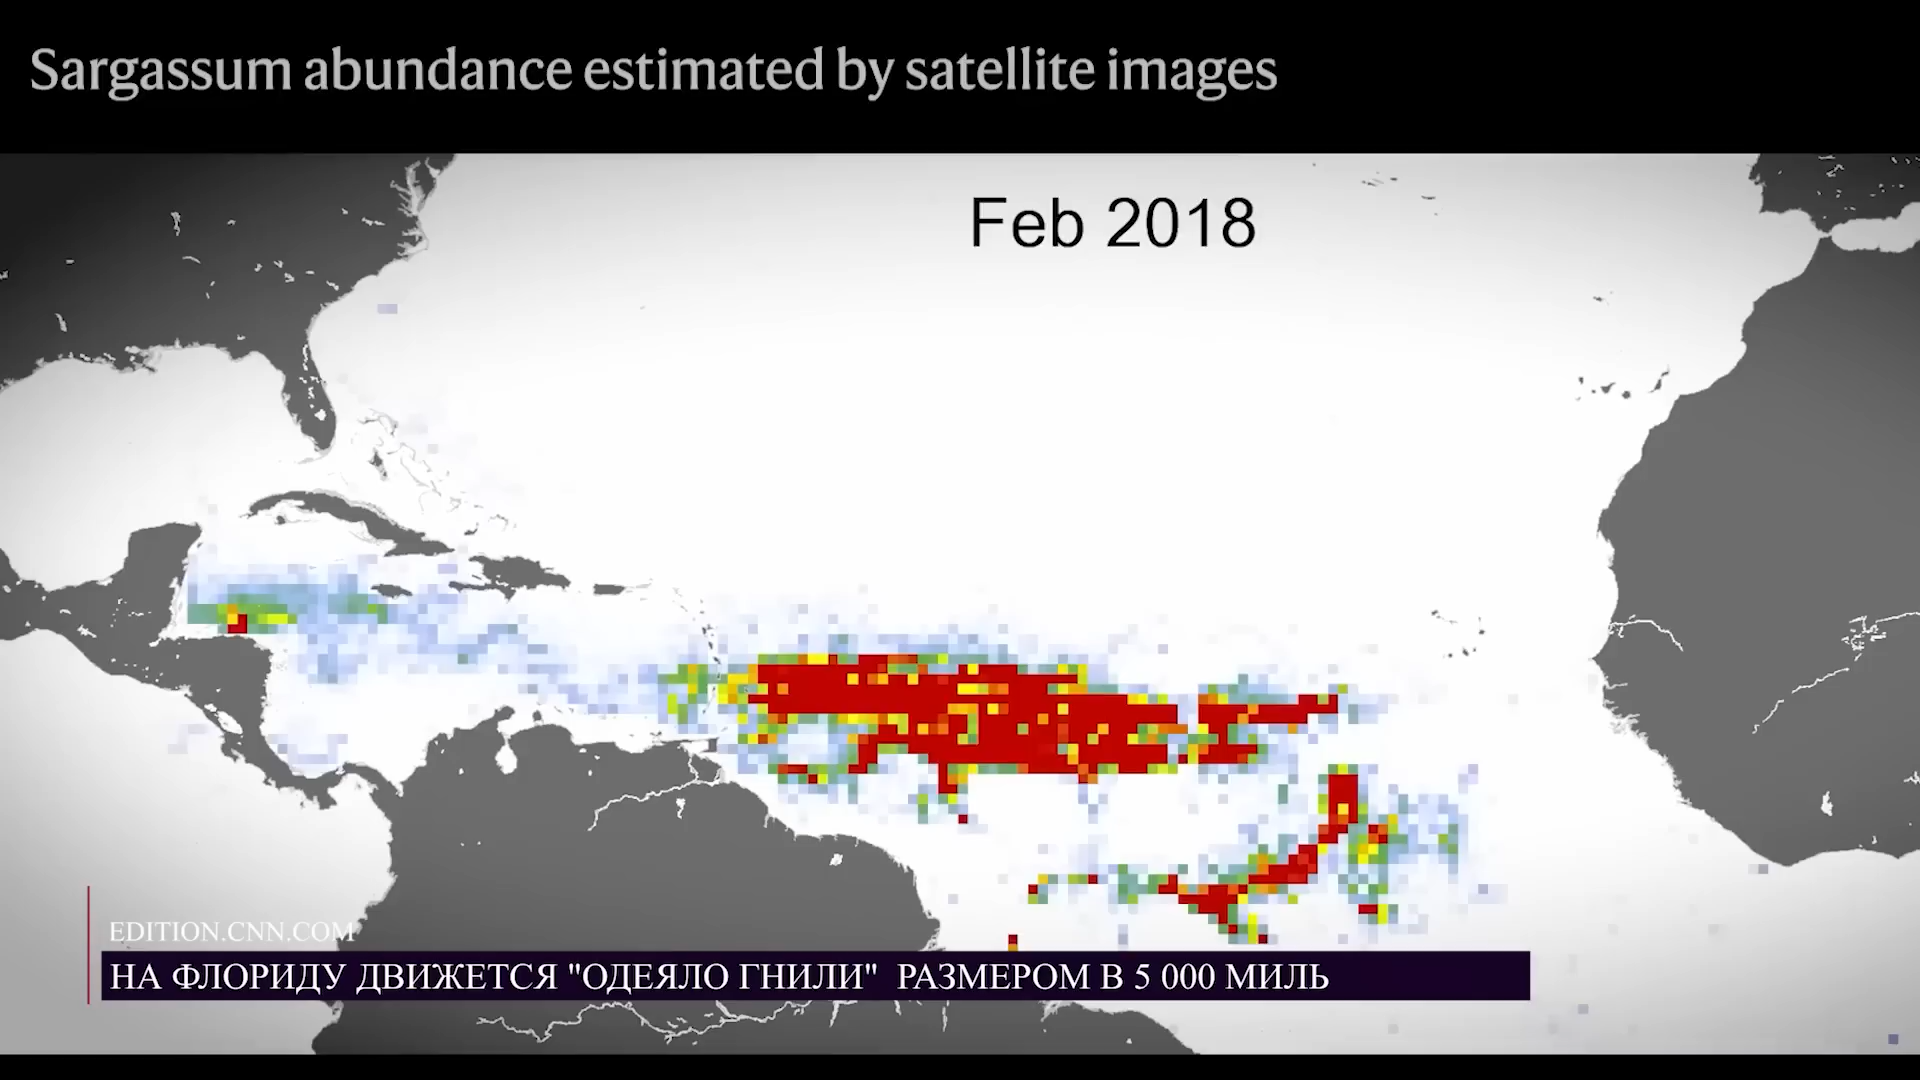 Sargassum abundance estimated by satellite images
Feb 2018
EDITION.CNN.COM
НА ФЛОРИДУ ДВИЖЕТСЯ "ОДЕЯЛО ГНИЛИ" РАЗМЕРОМ В 5 000 МИЛЬ